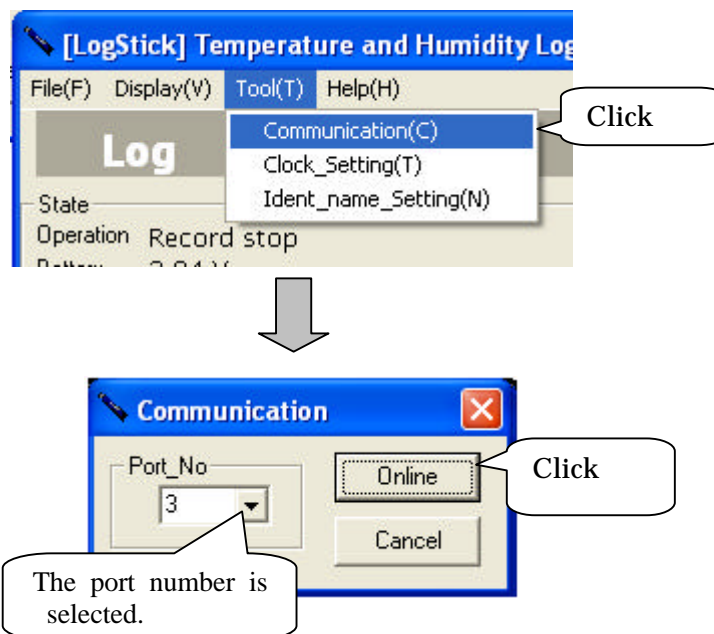 [LogStick] Temperature and Humidity Log
File(F) Display(V) Tool(T) Help(H)
Communication(C)
Click
Log
Clock_Setting(T)
Ident_name_Setting(N)
State
Operation Record stop
Communication
Port_No
3
Online
Click
Cancel
The port number is
selected.